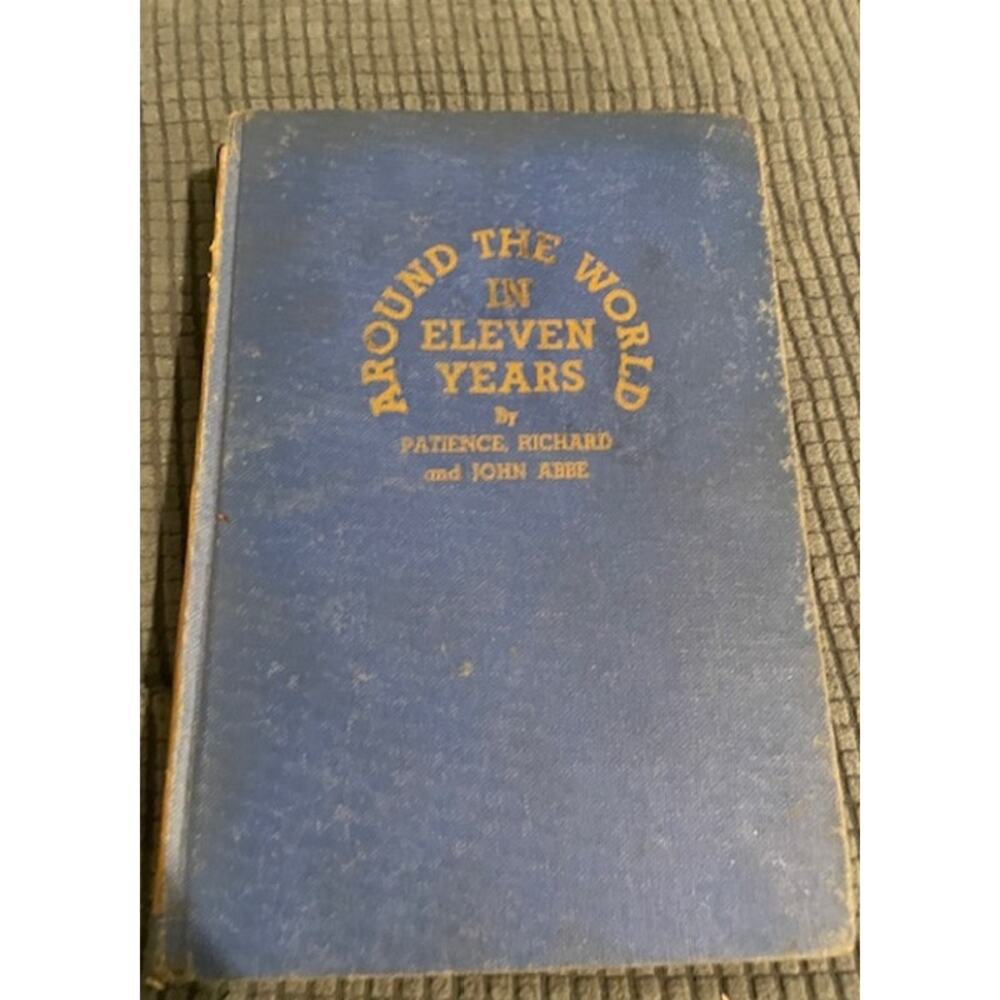 AROUND THE WORLD
IN
ELEVEN
YEARS
By
PATIENCE, RICHARD
and JOHN ABBE